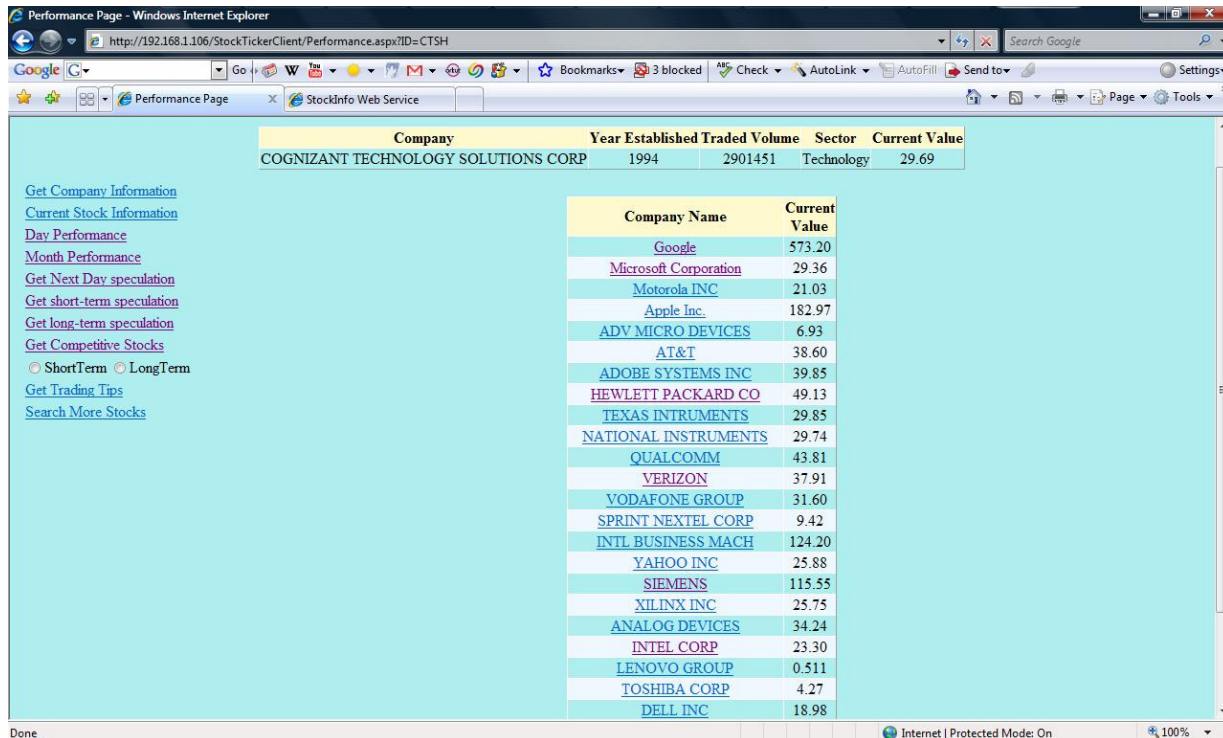 Performance Page - Windows Internet Explorer
http://192.168.1.106/StockTickerClient/Performance.aspx?ID=CTSH
Search Google
Google G Go W Bookmarks 3 blocked Check AutoLink AutoFill Send to Settings
Performance Page X StockInfo Web Service Page Tools
Company Year Established Traded Volume Sector Current Value
COGNIZANT TECHNOLOGY SOLUTIONS CORP 1994 2901451 Technology 29.69
Get Company Information
Current Stock Information
Day Performance
Month Performance
Get Next Day speculation
Get short-term speculation
Get long-term speculation
Get Competitive Stocks
ShortTerm LongTerm
Get Trading Tips
Search More Stocks
Company Name Current Value
Google 573.20
Microsoft Corporation 29.36
Motorola INC 21.03
Apple Inc. 182.97
ADV MICRO DEVICES 6.93
AT&T 38.60
ADOBE SYSTEMS INC 39.85
HEWLETT PACKARD CO 49.13
TEXAS INTRUMENTS 29.85
NATIONAL INSTRUMENTS 29.74
QUALCOMM 43.81
VERIZON 37.91
VODAFONE GROUP 31.60
SPRINT NEXTEL CORP 9.42
INTL BUSINESS MACH 124.20
YAHOO INC 25.88
SIEMENS 115.55
XILINX INC 25.75
ANALOG DEVICES 34.24
INTEL CORP 23.30
LENOVO GROUP 0.511
TOSHIBA CORP 4.27
DELL INC 18.98
Done Internet | Protected Mode: On 100%